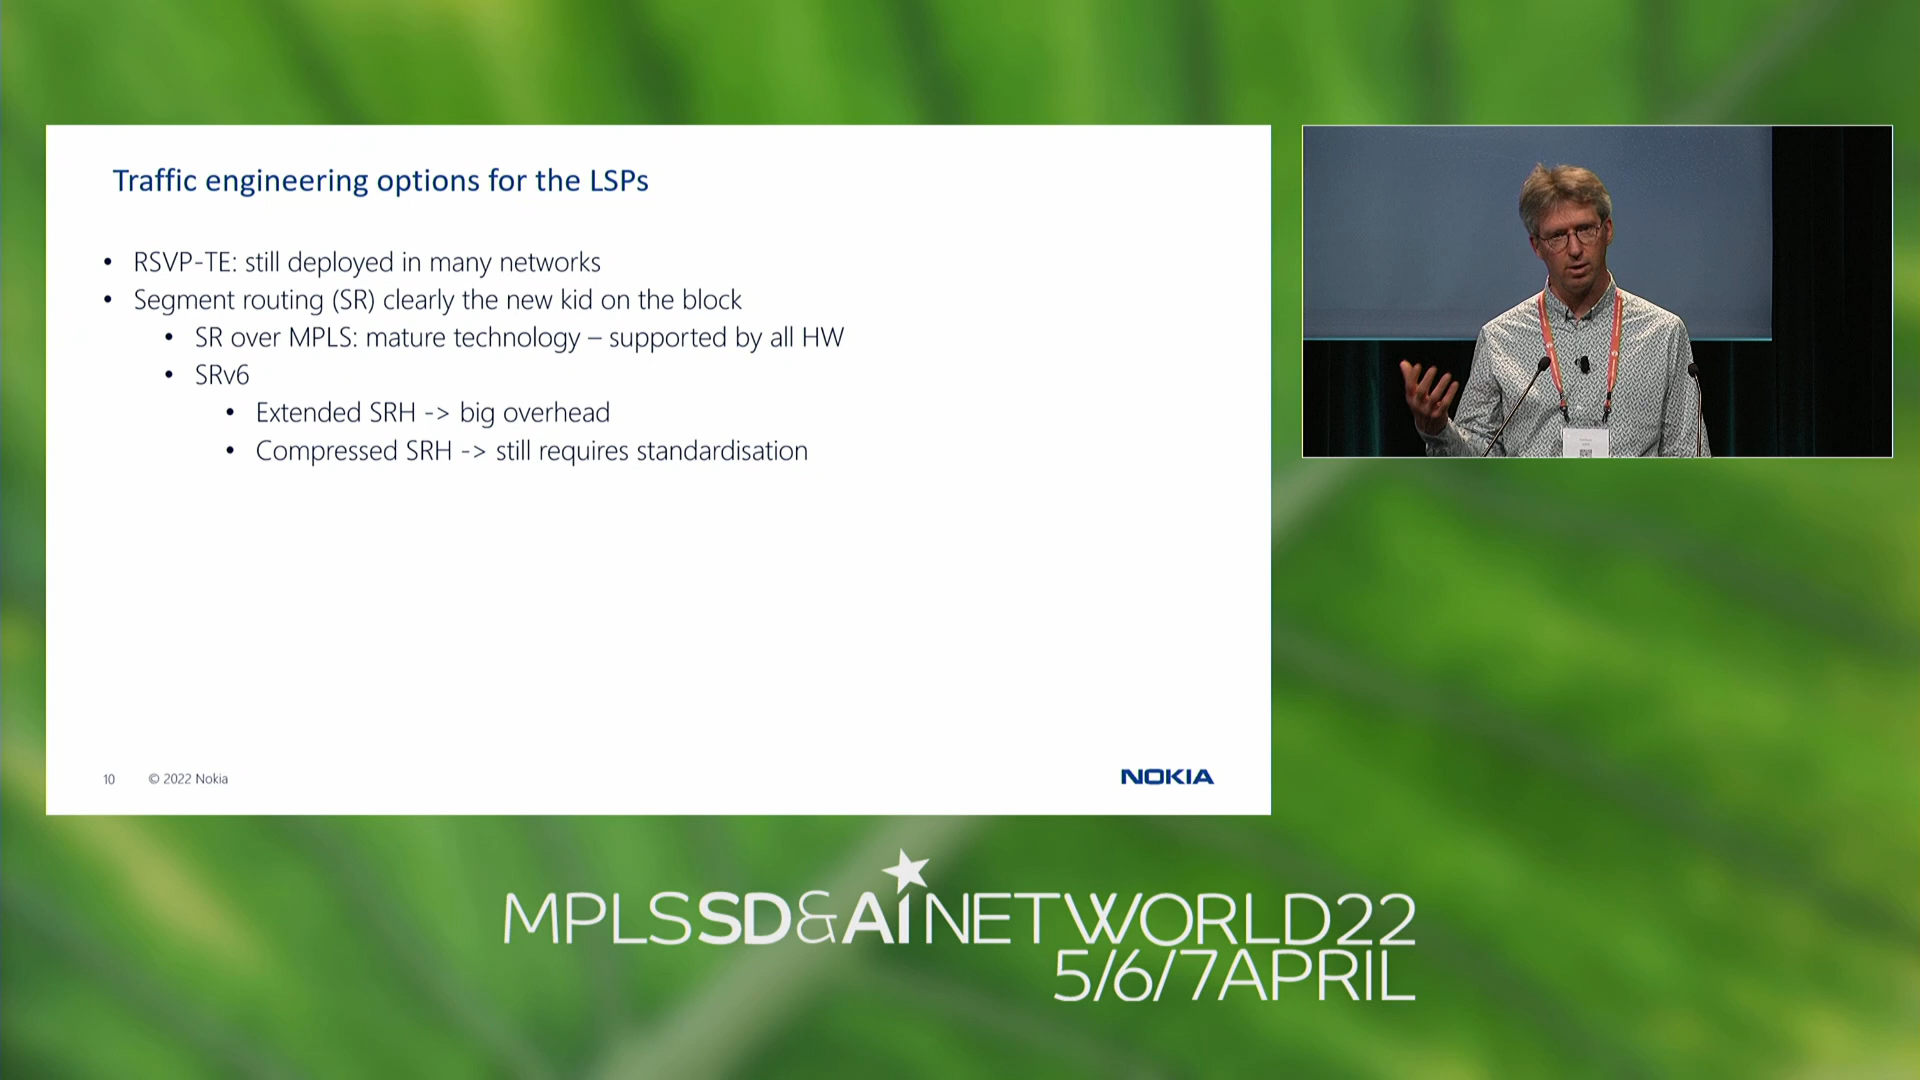 Traffic engineering options for the LSPs
• RSVP-TE: still deployed in many networks
• Segment routing (SR) clearly the new kid on the block
• SR over MPLS: mature technology – supported by all HW
• SRv6
• Extended SRH -> big overhead
• Compressed SRH -> still requires standardisation
10 © 2022 Nokia
NOKIA
MPLSSD&AINETWORLD22
5/6/7APRIL